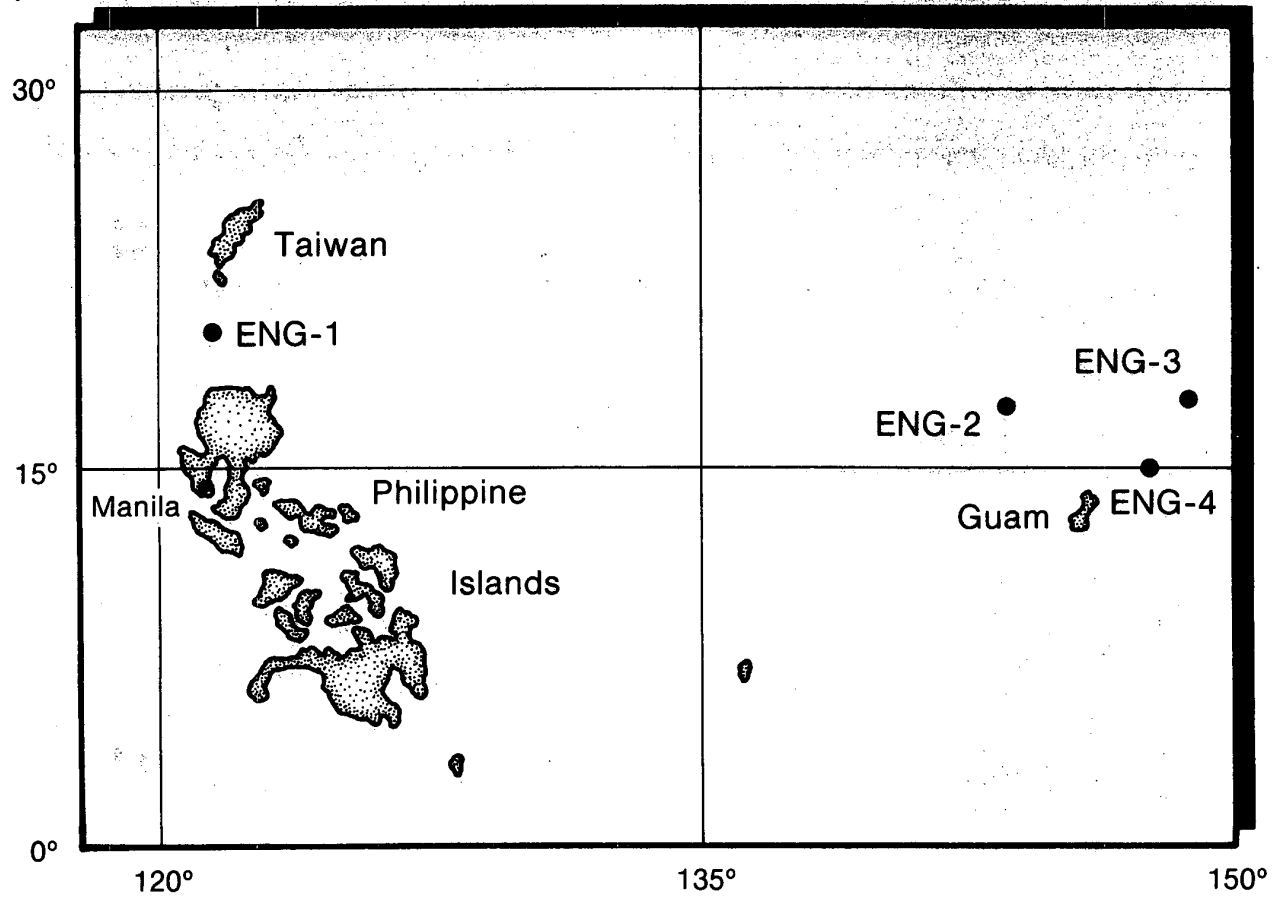 30°
Taiwan
ENG-1
ENG-3
ENG-2
15°
Manila
Philippine
Guam
ENG-4
Islands
0°
120°
135°
150°